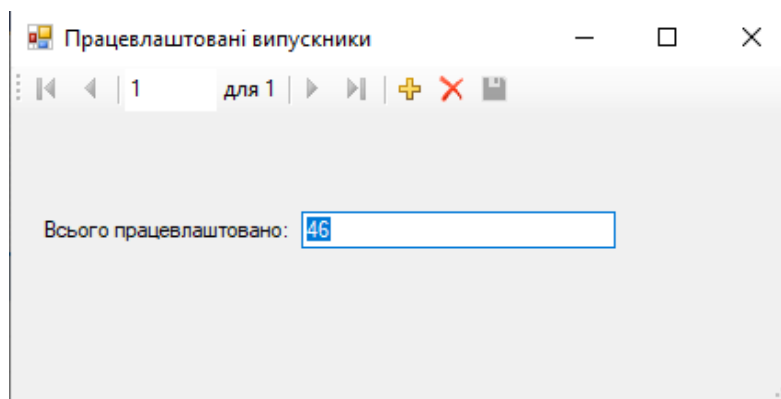 Працевлаштовані випускники
1 для 1
Всього працевлаштовано: 46